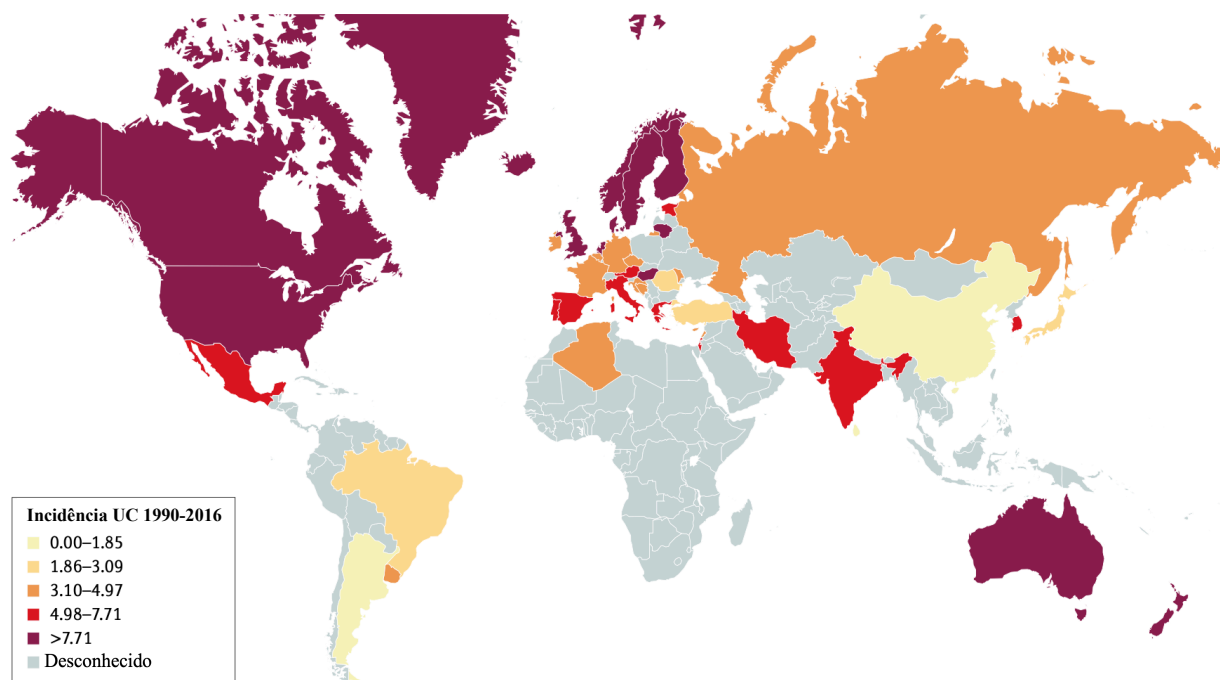 Incidência UC 1990-2016
0.00–1.85
1.86–3.09
3.10–4.97
4.98–7.71
>7.71
Desconhecido